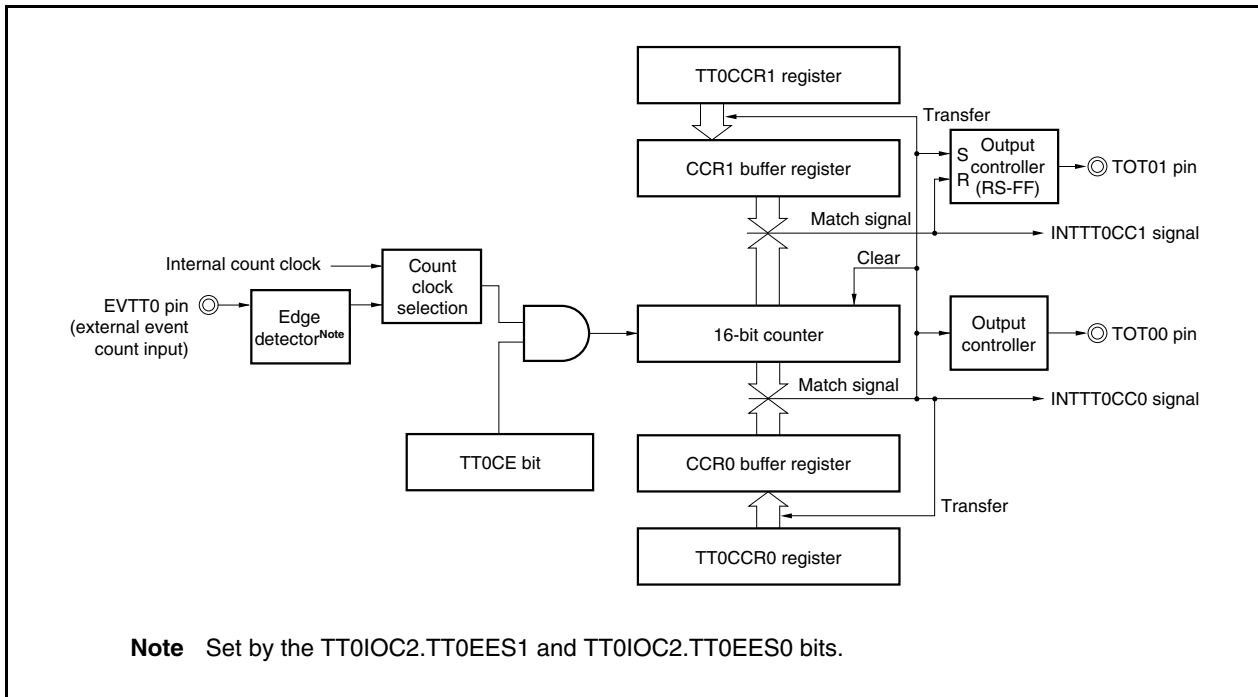 TT0CCR1 register
Transfer
CCR1 buffer register
S
R
Output
controller
(RS-FF)
TOT01 pin
Match signal
INTTT0CC1 signal
Internal count clock
Count
clock
selection
Clear
EVTT0 pin
(external event
count input)
Edge
detectorNote
16-bit counter
Output
controller
TOT00 pin
Match signal
INTTT0CC0 signal
TT0CE bit
CCR0 buffer register
Transfer
TT0CCR0 register
Note Set by the TT0IOC2.TT0EES1 and TT0IOC2.TT0EES0 bits.